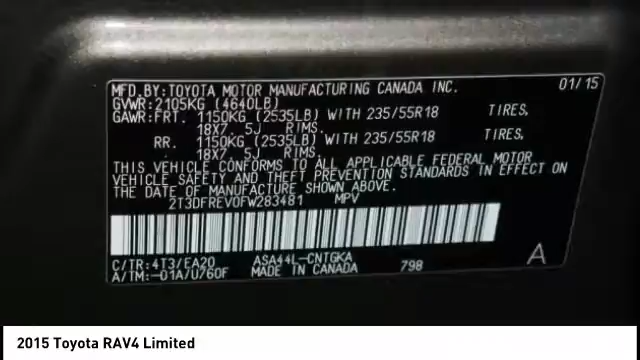 MFD.BY:TOYOTA MOTOR MANUFACTURING CANADA INC. 01/15
GVWR:2105KG (4640LB)
GAWR:FRT. 1150KG (2535LB) WITH 235/55R18 TIRES,
18X7. 5J RIMS.
RR. 1150KG (2535LB) WITH 235/55R18 TIRES,
18X7. 5J RIMS.
THIS VEHICLE CONFORMS TO ALL APPLICABLE FEDERAL MOTOR
VEHICLE SAFETY AND THEFT PREVENTION STANDARDS IN EFFECT ON
THE DATE OF MANUFACTURE SHOWN ABOVE.
2T3DFREV0FW283481 MPV
C/TR:4T3/EA20 ASA44L-CNTGKA A
A/TM:-01A/U760F MADE IN CANADA 798
2015 Toyota RAV4 Limited